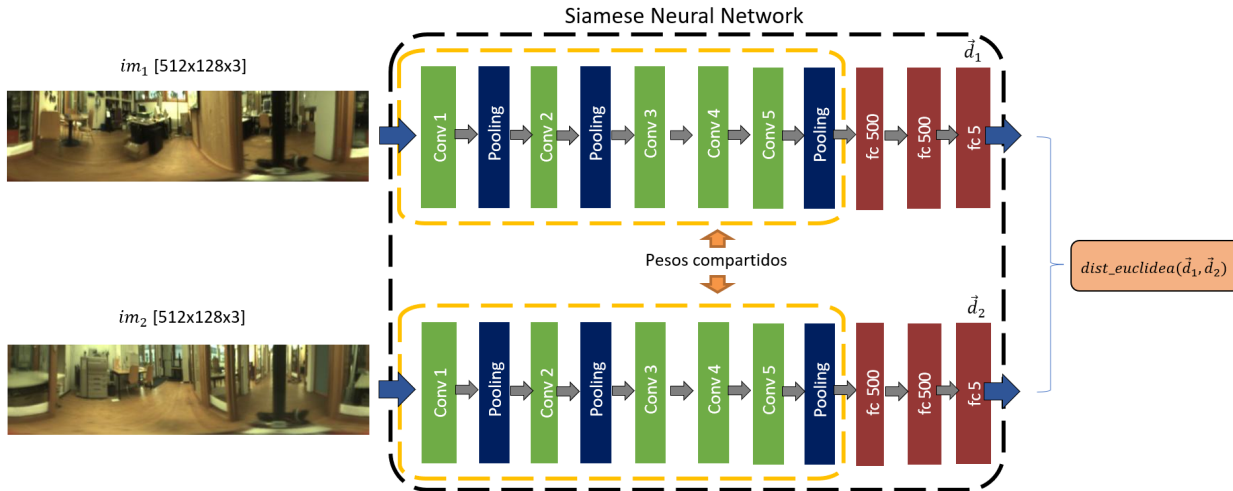 Siamese Neural Network
im₁ [512x128x3]
d⃗₁
Conv 1
Pooling
Conv 2
Pooling
Conv 3
Conv 4
Conv 5
Pooling
fc 500
fc 500
fc 5
Pesos compartidos
dist_euclidea(d⃗₁,d⃗₂)
im₂ [512x128x3]
d⃗₂
Conv 1
Pooling
Conv 2
Pooling
Conv 3
Conv 4
Conv 5
Pooling
fc 500
fc 500
fc 5